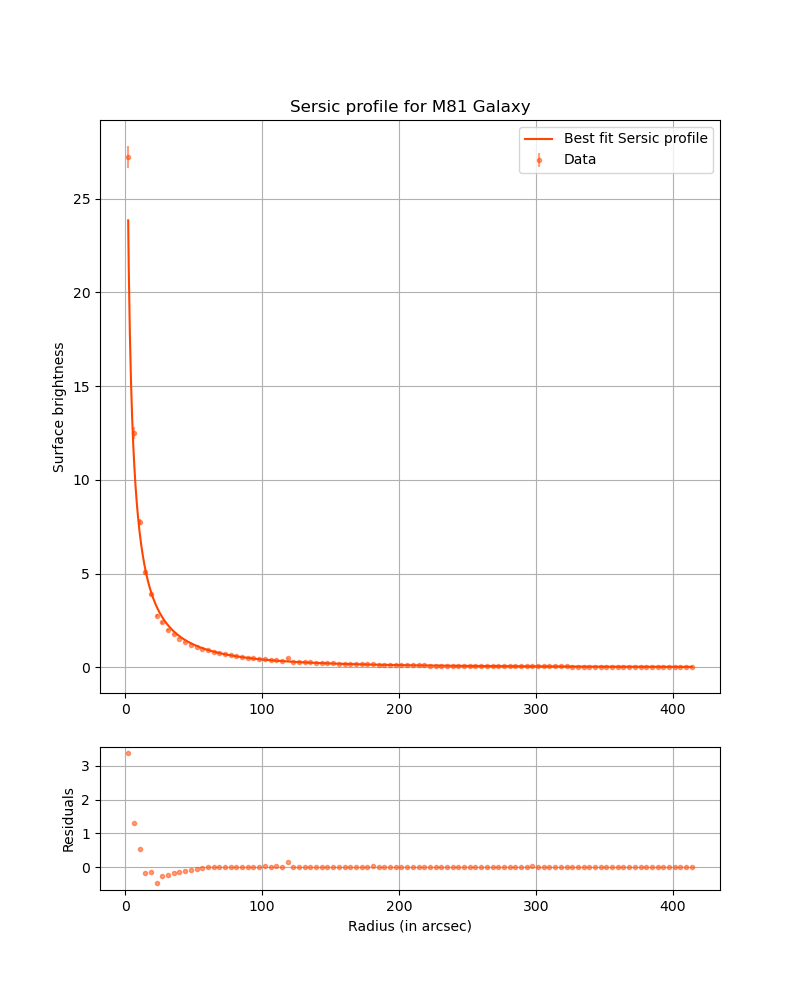 Sersic profile for M81 Galaxy
Best fit Sersic profile
Data
Surface brightness
25
20
15
10
5
0
0 100 200 300 400
Residuals
3
2
1
0
0 100 200 300 400
Radius (in arcsec)